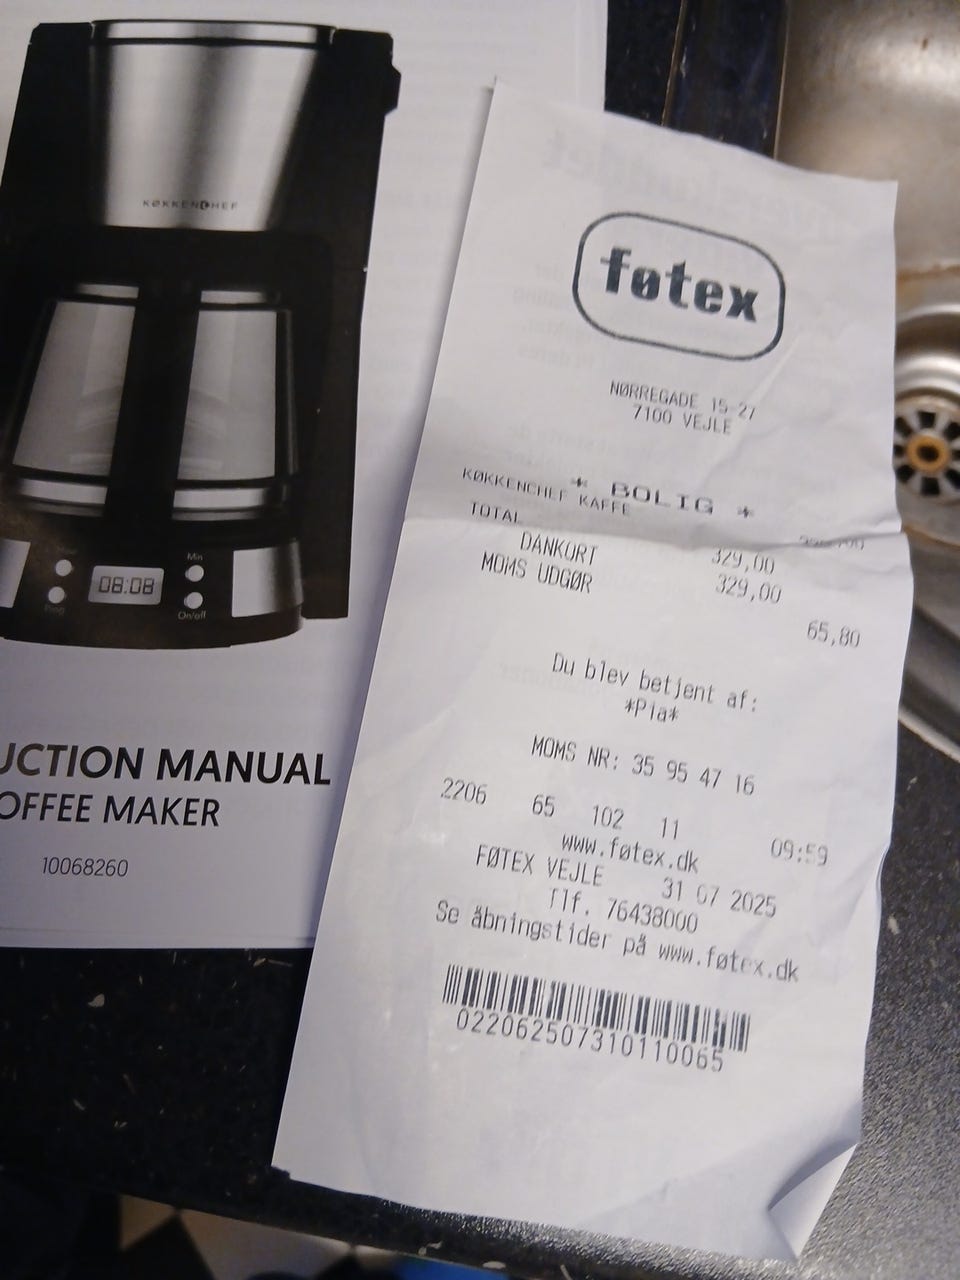 KØKKENCHEF
Min
08:08
Prog
On/off
UCTION MANUAL
OFFEE MAKER
10068260
føtex
NØRREGADE 15-27
7100 VEJLE
* BOLIG *
KØKKENCHEF KAFFE
TOTAL 329,00
DANKORT 329,00
MOMS UDGØR 65,80
Du blev betjent af:
*Pia*
MOMS NR: 35 95 47 16
2206 65 102 11 09:59
www.føtex.dk
FØTEX VEJLE 31 07 2025
Tlf. 76438000
Se åbningstider på www.føtex.dk
022062507310110065